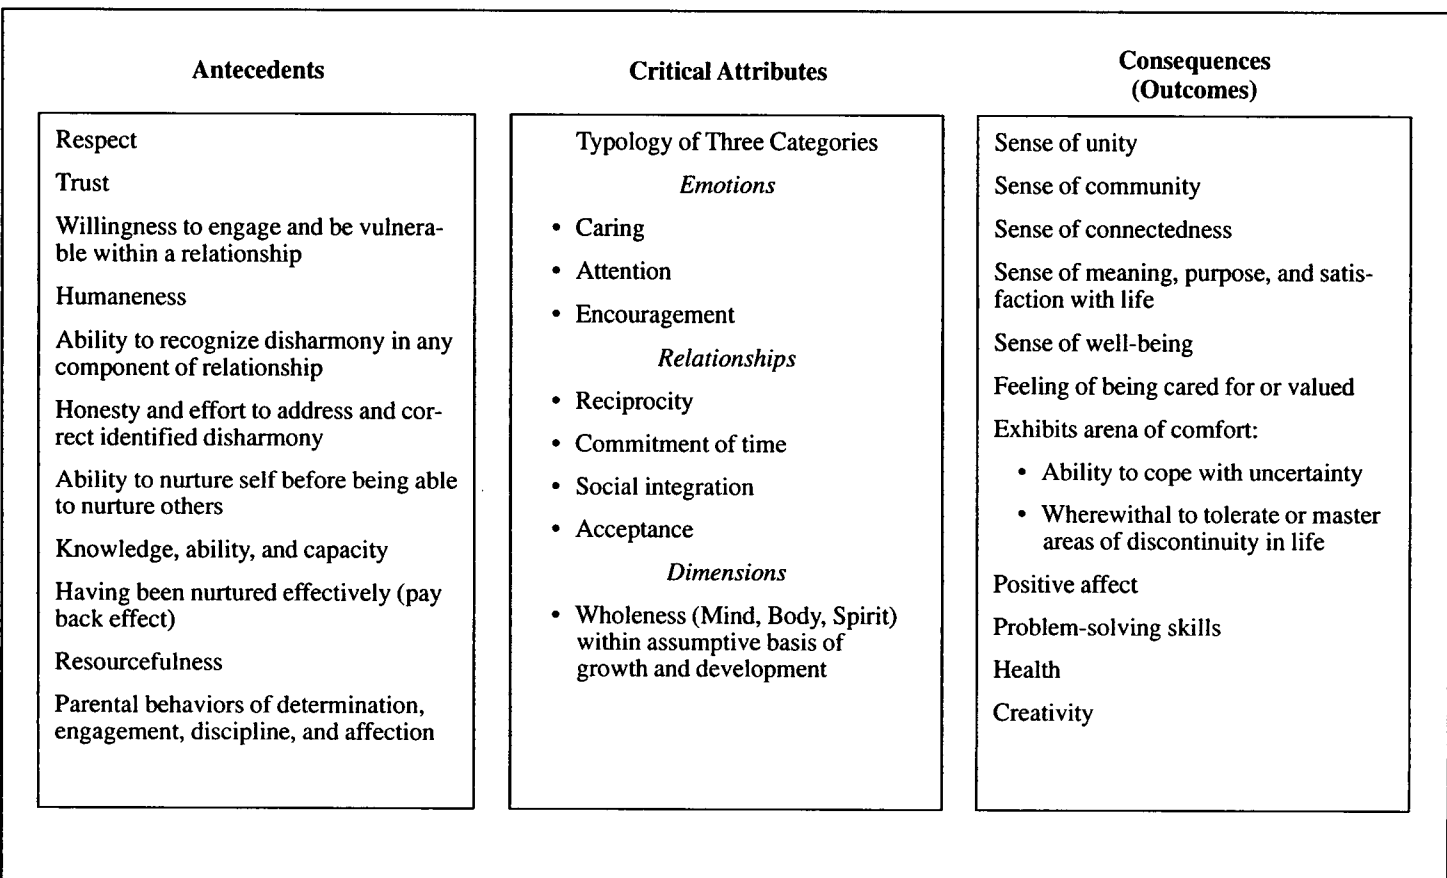 Antecedents
Respect
Trust
Willingness to engage and be vulnera-
ble within a relationship
Humaneness
Ability to recognize disharmony in any
component of relationship
Honesty and effort to address and cor-
rect identified disharmony
Ability to nurture self before being able
to nurture others
Knowledge, ability, and capacity
Having been nurtured effectively (pay
back effect)
Resourcefulness
Parental behaviors of determination,
engagement, discipline, and affection
Critical Attributes
Typology of Three Categories
Emotions
• Caring
• Attention
• Encouragement
Relationships
• Reciprocity
• Commitment of time
• Social integration
• Acceptance
Dimensions
• Wholeness (Mind, Body, Spirit)
within assumptive basis of
growth and development
Consequences
(Outcomes)
Sense of unity
Sense of community
Sense of connectedness
Sense of meaning, purpose, and satis-
faction with life
Sense of well-being
Feeling of being cared for or valued
Exhibits arena of comfort:
• Ability to cope with uncertainty
• Wherewithal to tolerate or master
areas of discontinuity in life
Positive affect
Problem-solving skills
Health
Creativity